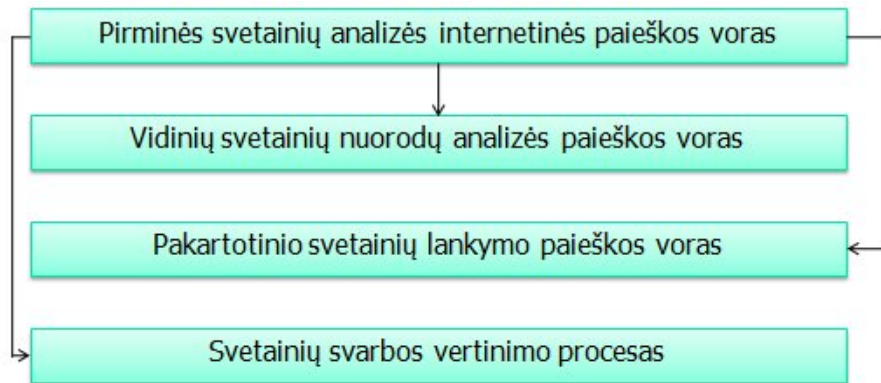 Pirminės svetainių analizės internetinės paieškos voras
Vidinių svetainių nuorodų analizės paieškos voras
Pakartotinio svetainių lankymo paieškos voras
Svetainių svarbos vertinimo procesas